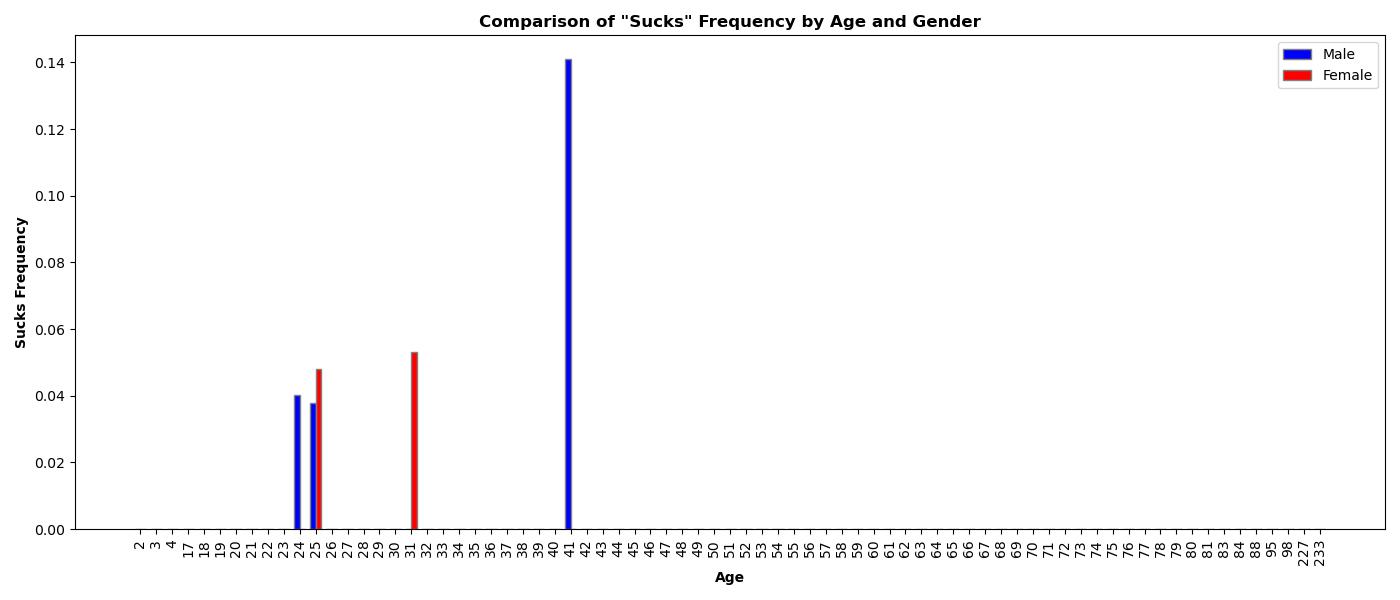 Comparison of "Sucks" Frequency by Age and Gender
Male
Female
0.14
0.12
0.10
0.08
0.06
0.04
0.02
0.00
Sucks Frequency
2 3 4 17 18 19 20 21 22 23 24 25 26 27 28 29 30 31 32 33 34 35 36 37 38 39 40 41 42 43 44 45 46 47 48 49 50 51 52 53 54 55 56 57 58 59 60 61 62 63 64 65 66 67 68 69 70 71 72 73 74 75 76 77 78 79 80 81 83 84 88 95 98 227 233
Age